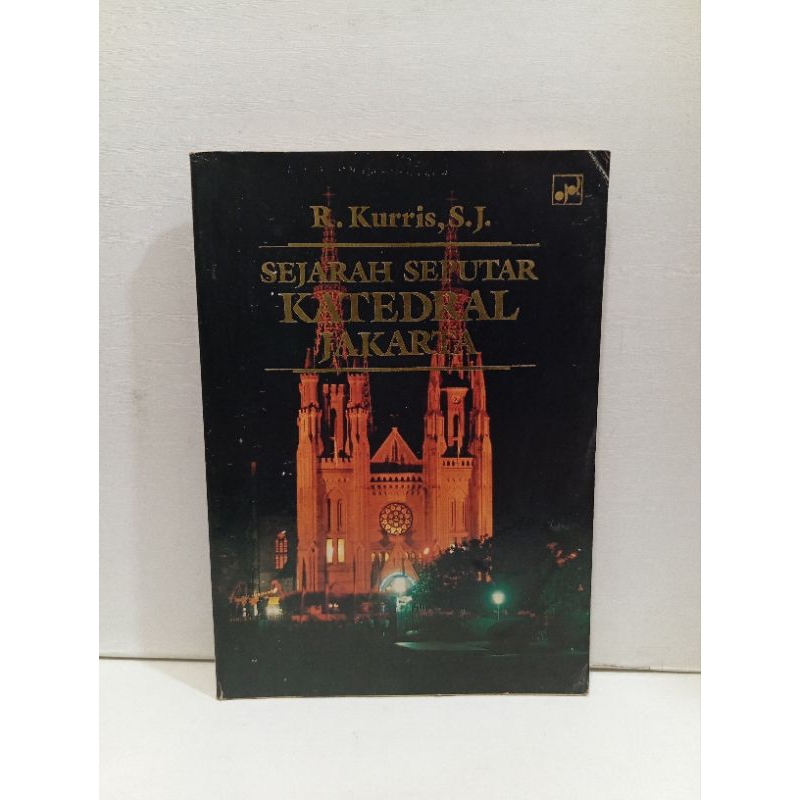 R. Kurris, S.J.
SEJARAH SEPUTAR
KATEDRAL
JAKARTA